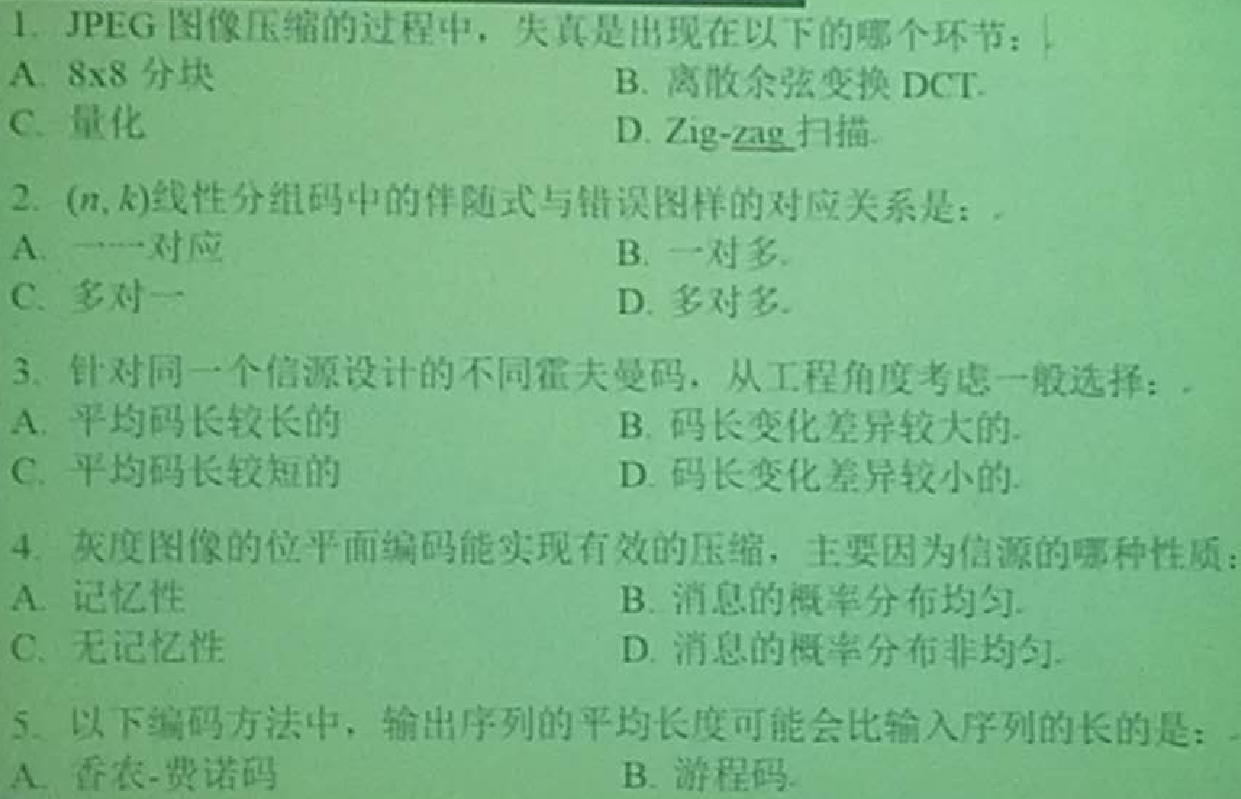 1. JPEG 图像压缩的过程中，失真是出现在以下的哪个环节：
A. 8x8 分块 B. 离散余弦变换 DCT
C. 量化 D. Zig-zag 扫描
2. (n, k)线性分组码中的伴随式与错误图样的对应关系是：
A. 一一对应 B. 一对多
C. 多对一 D. 多对多
3. 针对同一个信源设计的不同霍夫曼码，从工程角度考虑一般选择：
A. 平均码长较长的 B. 码长变化差异较大的
C. 平均码长较短的 D. 码长变化差异较小的
4. 灰度图像的位平面编码能实现有效的压缩，主要因为信源的哪种性质：
A. 记忆性 B. 消息的概率分布均匀
C. 无记忆性 D. 消息的概率分布非均匀
5. 以下编码方法中，输出序列的平均长度可能会比输入序列的长的是：
A. 香农-费诺码 B. 游程码